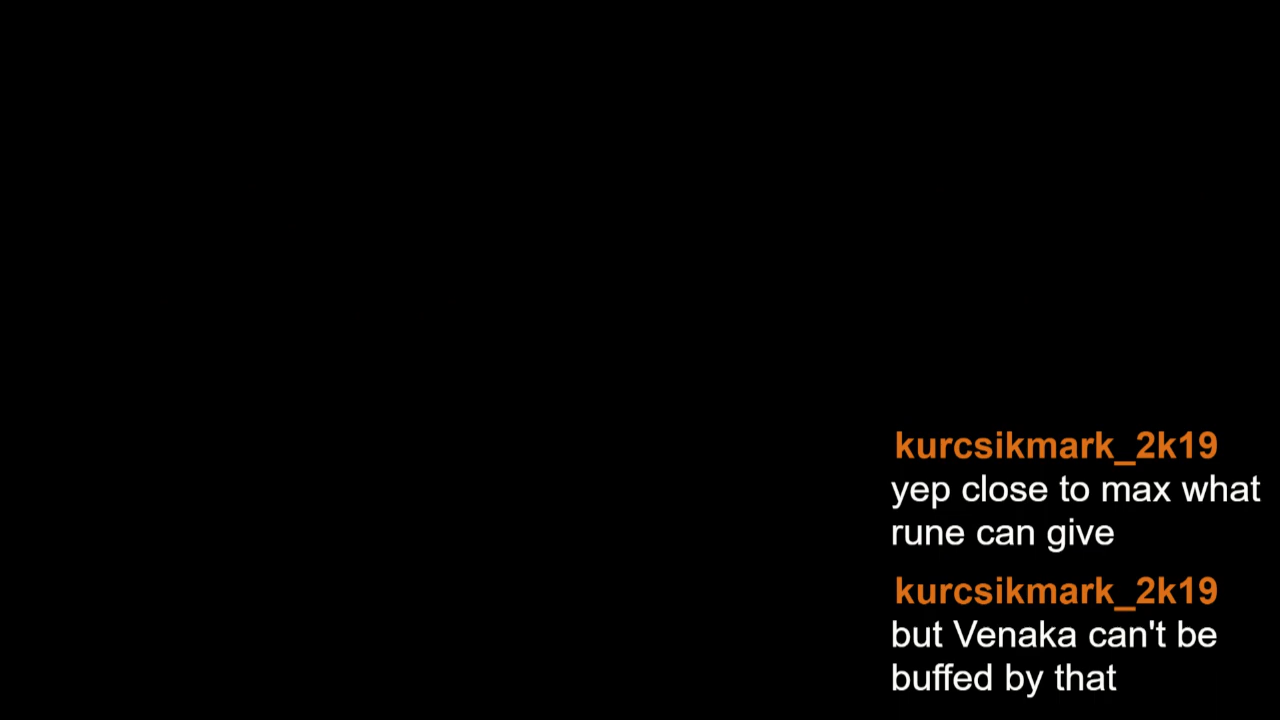 kurcsikmark_2k19
yep close to max what
rune can give
kurcsikmark_2k19
but Venaka can't be
buffed by that